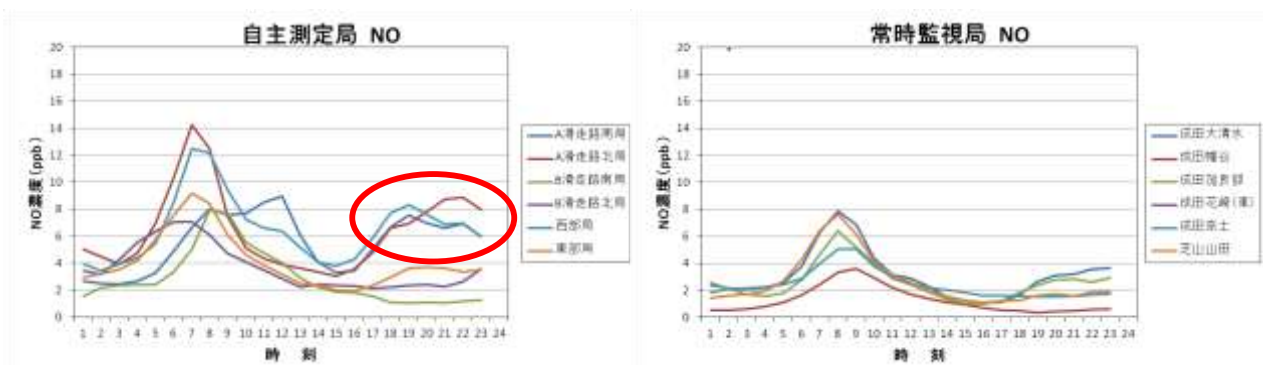 自主測定局 NO
NO濃度(ppb)
20
18
16
14
12
10
8
6
4
2
0
1 2 3 4 5 6 7 8 9 10 11 12 13 14 15 16 17 18 19 20 21 22 23 24
時 刻
A滑走路南局
A滑走路北局
B滑走路南局
B滑走路北局
西部局
東部局
常時監視局 NO
NO濃度(ppb)
20
18
16
14
12
10
8
6
4
2
0
1 2 3 4 5 6 7 8 9 10 11 12 13 14 15 16 17 18 19 20 21 22 23 24
時 刻
成田大清水
成田幡谷
成田加良部
成田花崎(車)
成田奈土
芝山山田